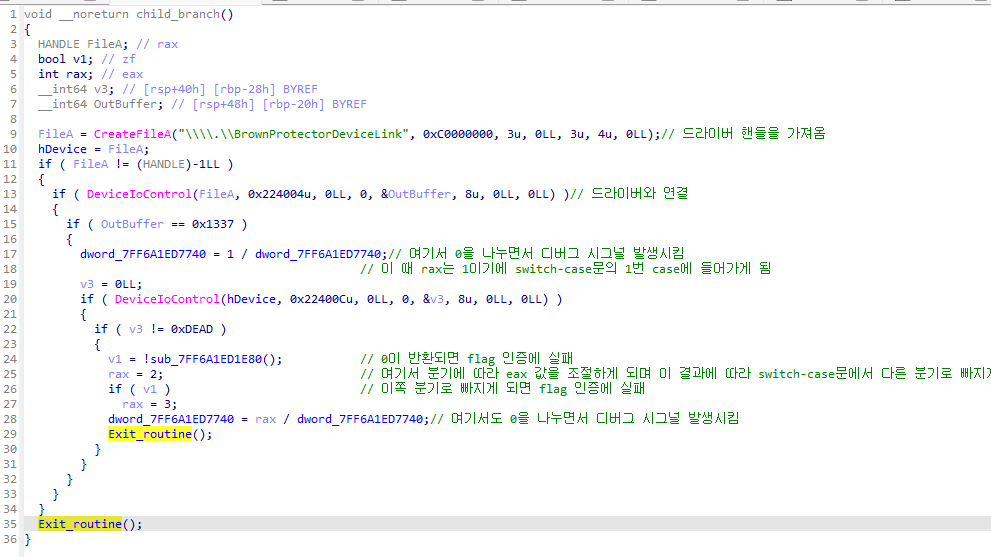 1 void __noreturn child_branch()
2 {
3 HANDLE FileA; // rax
4 bool v1; // zf
5 int rax; // eax
6 __int64 v3; // [rsp+40h] [rbp-28h] BYREF
7 __int64 OutBuffer; // [rsp+48h] [rbp-20h] BYREF
8
9 FileA = CreateFileA("\\\\.\\BrownProtectorDeviceLink", 0xC0000000, 3u, 0LL, 3u, 4u, 0LL);// 드라이버 핸들을 가져옴
10 hDevice = FileA;
11 if ( FileA != (HANDLE)-1LL )
12 {
13 if ( DeviceIoControl(FileA, 0x224004u, 0LL, 0, &OutBuffer, 8u, 0LL, 0LL) )// 드라이버와 연결
14 {
15 if ( OutBuffer == 0x1337 )
16 {
17 dword_7FF6A1ED7740 = 1 / dword_7FF6A1ED7740;// 여기서 0을 나누면서 디버그 시그널 발생시킴
18 // 이 때 rax는 1이기에 switch-case문의 1번 case에 들어가게 됨
19 v3 = 0LL;
20 if ( DeviceIoControl(hDevice, 0x22400Cu, 0LL, 0, &v3, 8u, 0LL, 0LL) )
21 {
22 if ( v3 != 0xDEAD )
23 {
24 v1 = !sub_7FF6A1ED1E80(); // 0이 반환되면 flag 인증에 실패
25 rax = 2; // 여기서 분기에 따라 eax 값을 조절하게 되며 이 결과에 따라 switch-case문에서 다른 분기로 빠지게
26 if ( v1 ) // 이쪽 분기로 빠지게 되면 flag 인증에 실패
27 rax = 3;
28 dword_7FF6A1ED7740 = rax / dword_7FF6A1ED7740;// 여기서도 0을 나누면서 디버그 시그널 발생시킴
29 Exit_routine();
30 }
31 }
32 }
33 }
34 }
35 Exit_routine();
36 }